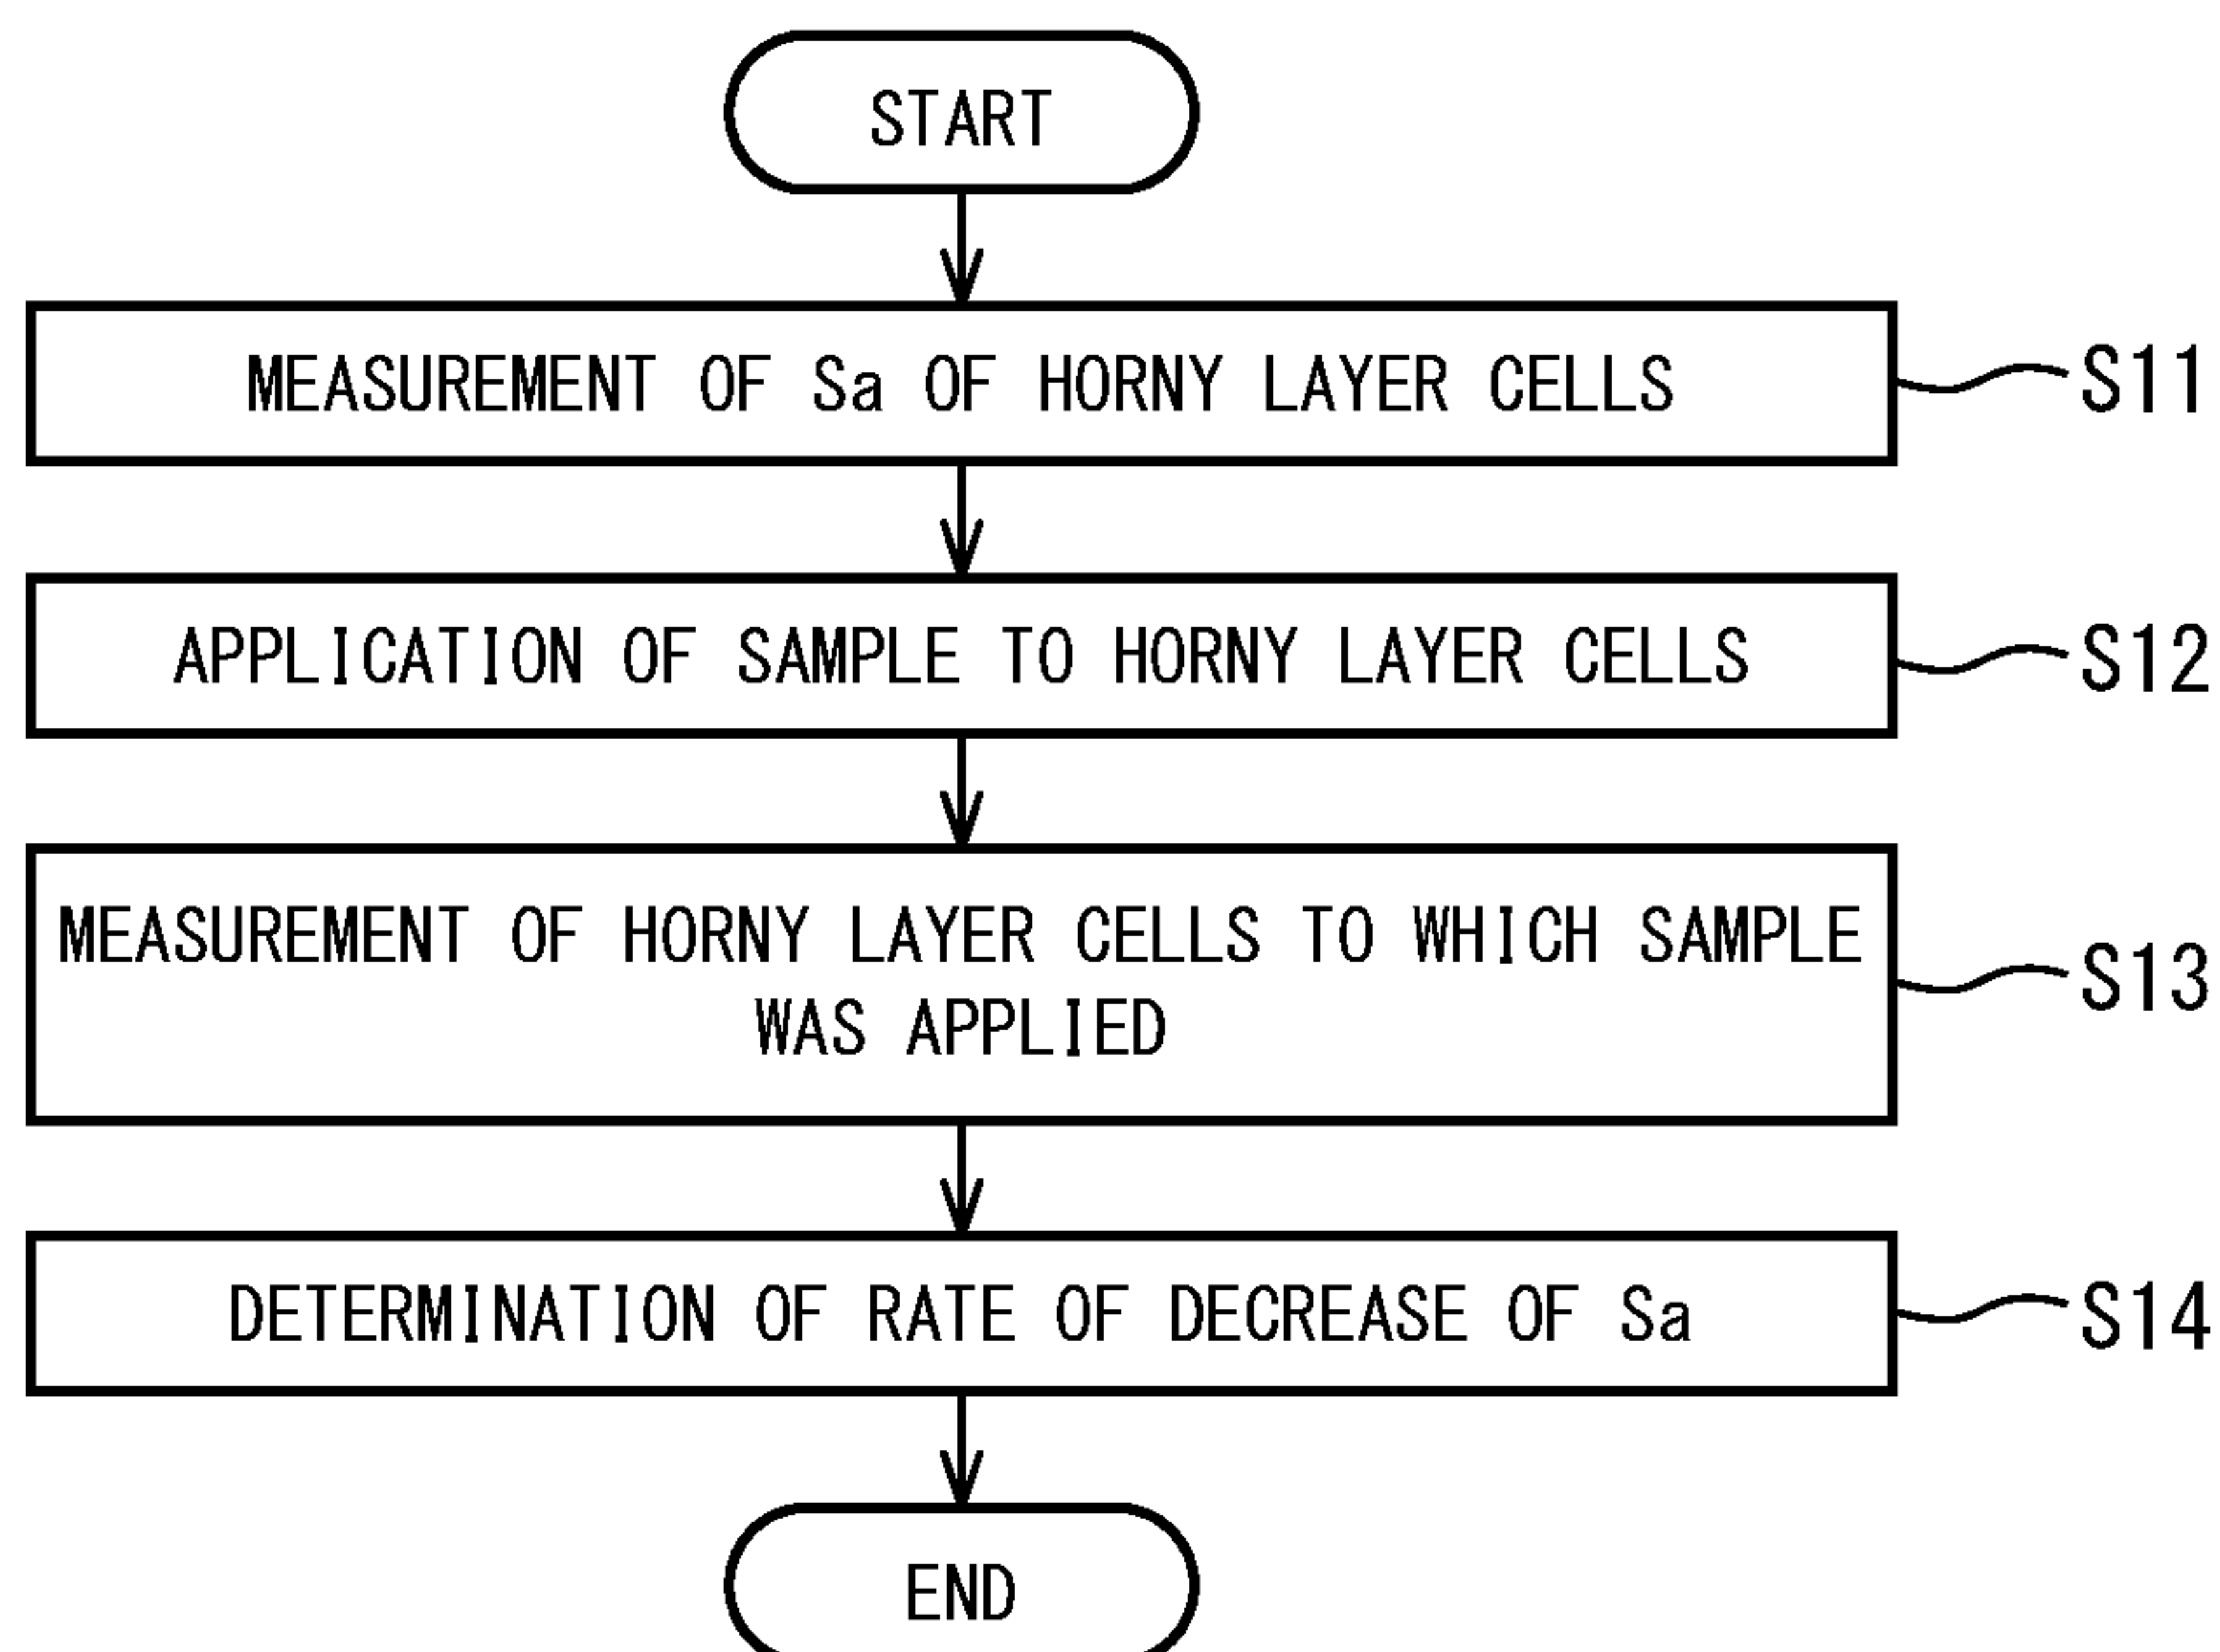 START
MEASUREMENT OF Sa OF HORNY LAYER CELLS
S11
APPLICATION OF SAMPLE TO HORNY LAYER CELLS
S12
MEASUREMENT OF HORNY LAYER CELLS TO WHICH SAMPLE
WAS APPLIED
S13
DETERMINATION OF RATE OF DECREASE OF Sa
S14
END